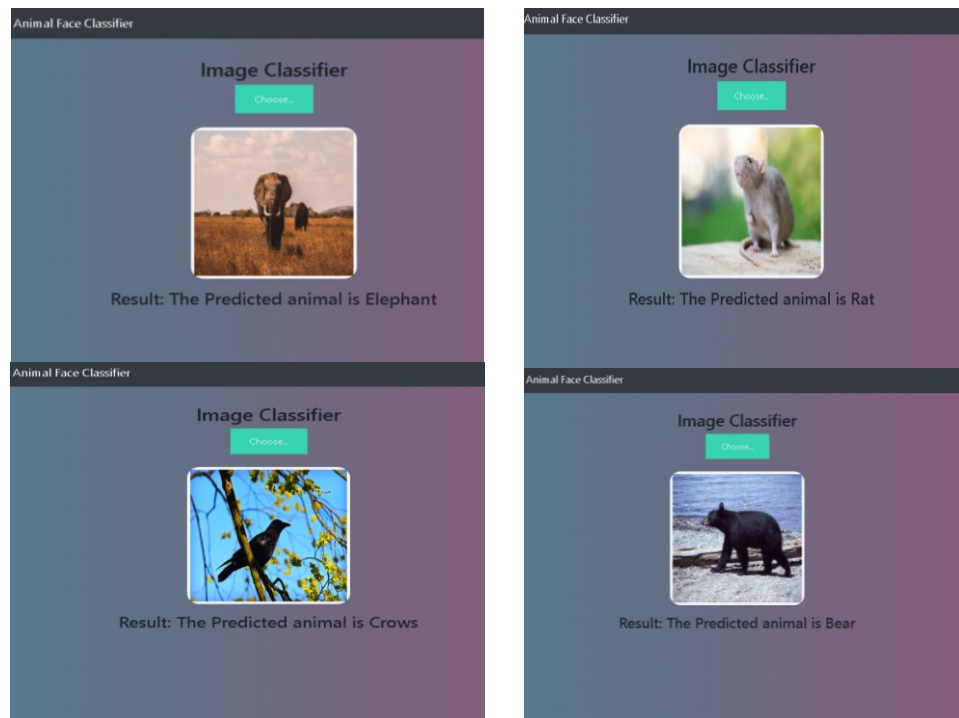 Animal Face Classifier
Image Classifier
Choose...
Result: The Predicted animal is Elephant
Animal Face Classifier
Image Classifier
Choose...
Result: The Predicted animal is Rat
Animal Face Classifier
Image Classifier
Choose...
Result: The Predicted animal is Crows
Animal Face Classifier
Image Classifier
Choose...
Result: The Predicted animal is Bear